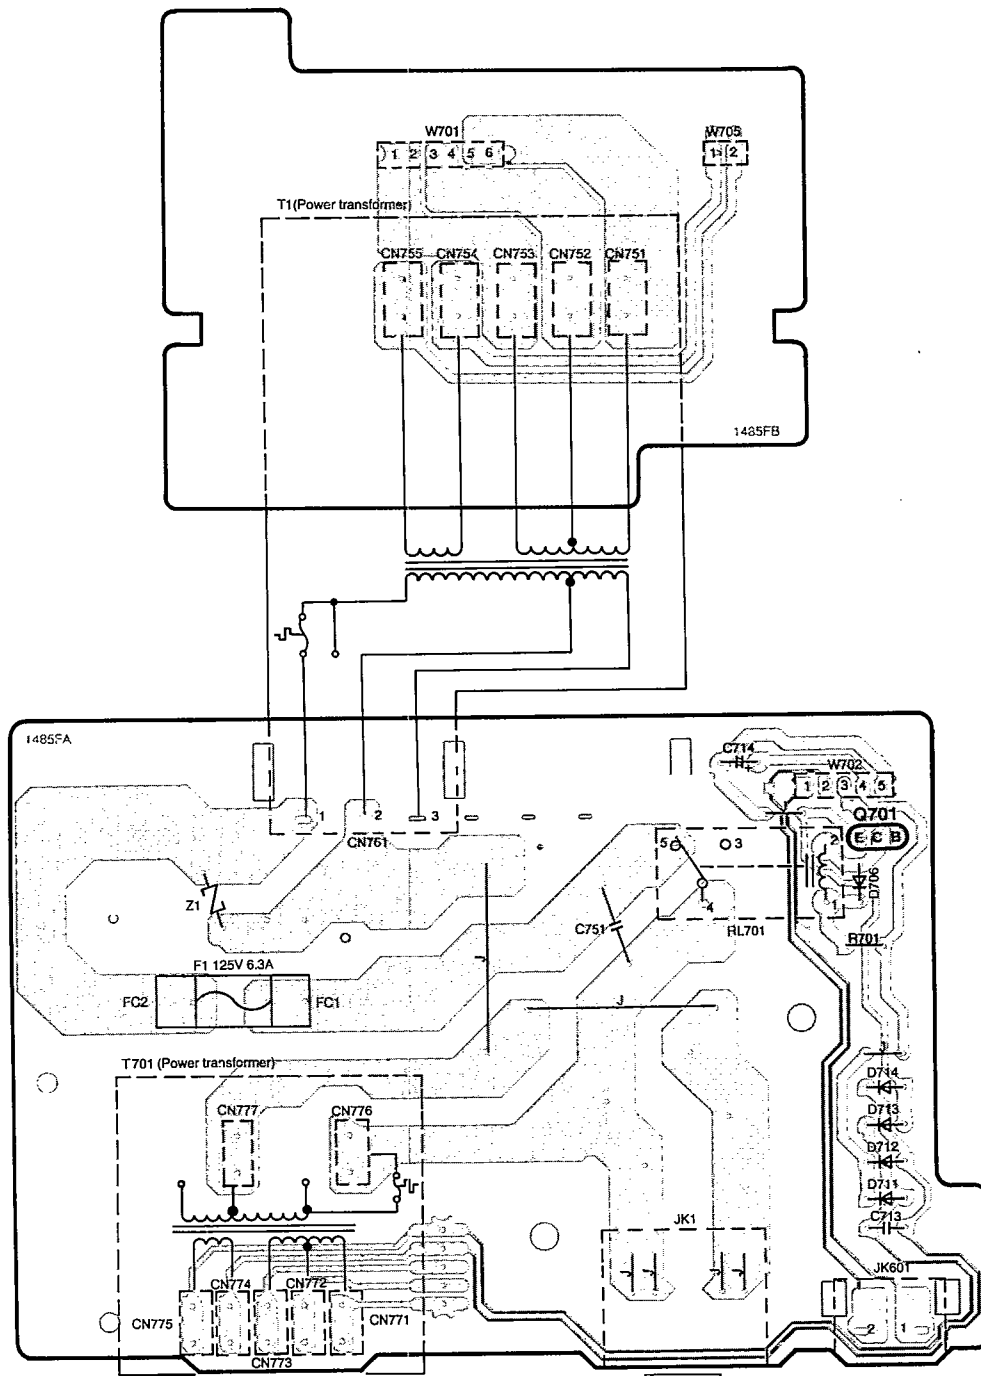 W701
1 2 3 4 5 6
W705
1 2
T1(Power transformer)
CN755 CN754 CN753 CN752 CN751
1485FB
1485FA
C714
W702
1 2 3 4 5
Q701
E C B
1 2 3
CN761
5 3 2
4 1
D706
Z1
C751
RL701
R701
F1 125V 6.3A
FC2 FC1
J
J
J
T701 (Power transformer)
D714
CN777 CN776
D713
D712
D711
C713
JK1
CN774 CN772
JK601
J J J J
CN775 CN771
2 1
CN773